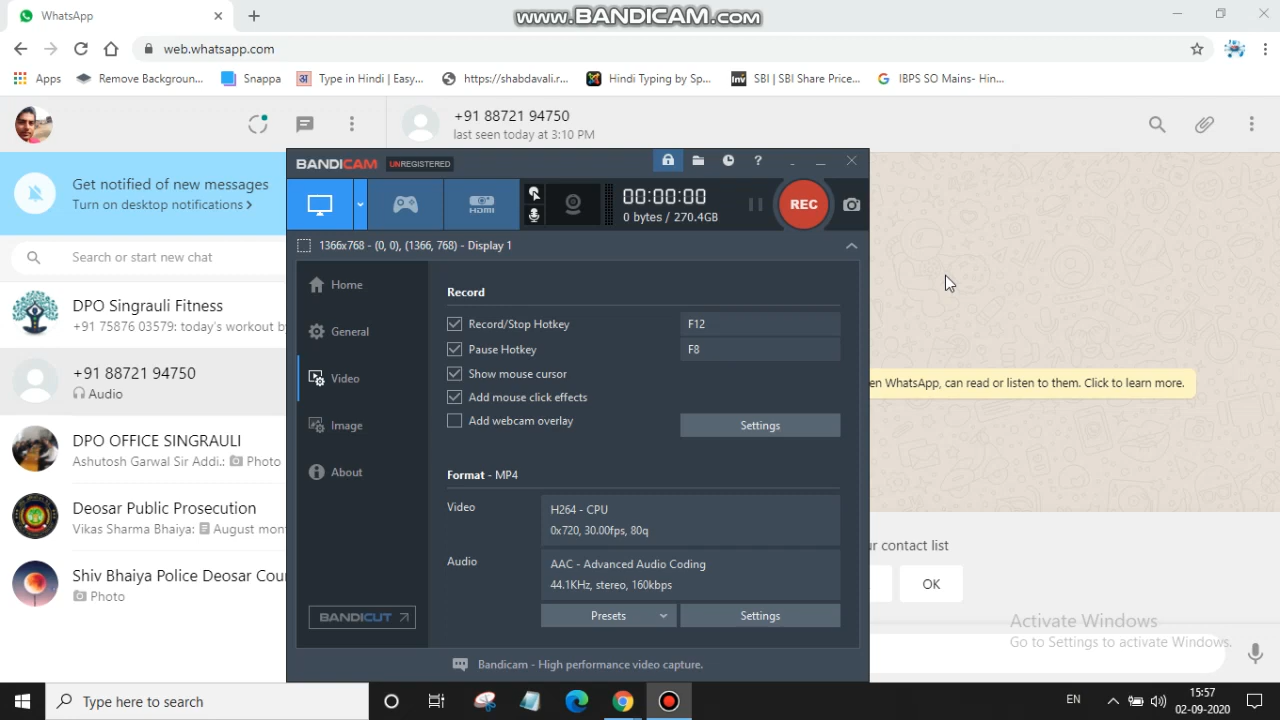 WhatsApp
www.BANDICAM.com
web.whatsapp.com
Apps
Remove Backgroun...
Snappa
Type in Hindi | Easy...
https://shabdavali.r...
Hindi Typing by Sp...
SBI | SBI Share Price...
IBPS SO Mains- Hin...
+91 88721 94750
last seen today at 3:10 PM
Get notified of new messages
Turn on desktop notifications >
Search or start new chat
DPO Singrauli Fitness
+91 75876 03579: today's workout b
+91 88721 94750
Audio
DPO OFFICE SINGRAULI
Ashutosh Garwal Sir Addi.: Photo
Deosar Public Prosecution
Vikas Sharma Bhaiya: August mon
Shiv Bhaiya Police Deosar Cou
Photo
BANDICAM UNREGISTERED
HDMI
00:00:00
0 bytes / 270.4GB
REC
1366x768 - (0, 0), (1366, 768) - Display 1
Home
General
Video
Image
About
BANDICUT
Record
Record/Stop Hotkey F12
Pause Hotkey F8
Show mouse cursor
Add mouse click effects
Add webcam overlay
Settings
Format - MP4
Video
H264 - CPU
0x720, 30.00fps, 80q
Audio
AAC - Advanced Audio Coding
44.1KHz, stereo, 160kbps
Presets
Settings
Bandicam - High performance video capture.
en WhatsApp, can read or listen to them. Click to learn more.
ur contact list
OK
Activate Windows
Go to Settings to activate Windows.
Type here to search
EN
15:57
02-09-2020